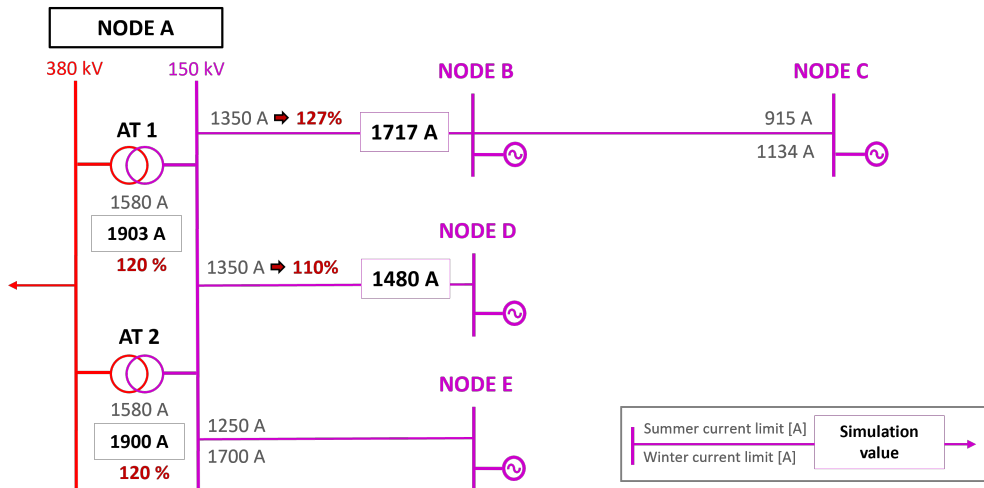 NODE A
380 kV
150 kV
NODE B
NODE C
1350 A
127%
1717 A
915 A
1134 A
AT 1
1580 A
1903 A
120 %
NODE D
1350 A
110%
1480 A
AT 2
1580 A
1900 A
120 %
NODE E
1250 A
1700 A
Summer current limit [A]
Winter current limit [A]
Simulation
value